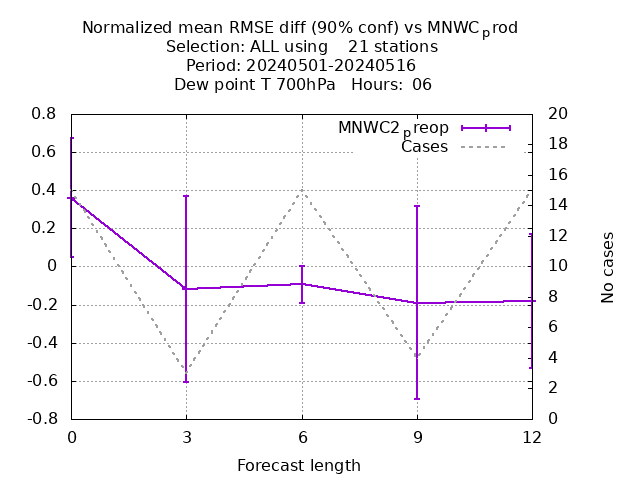 Normalized mean RMSE diff (90% conf) vs MNWCprod
Selection: ALL using 21 stations
Period: 20240501-20240516
Dew point T 700hPa Hours: 06
MNWC2preop
Cases
0.8
0.6
0.4
0.2
0
-0.2
-0.4
-0.6
-0.8
20
18
16
14
12
10
8
6
4
2
0
No cases
0 3 6 9 12
Forecast length